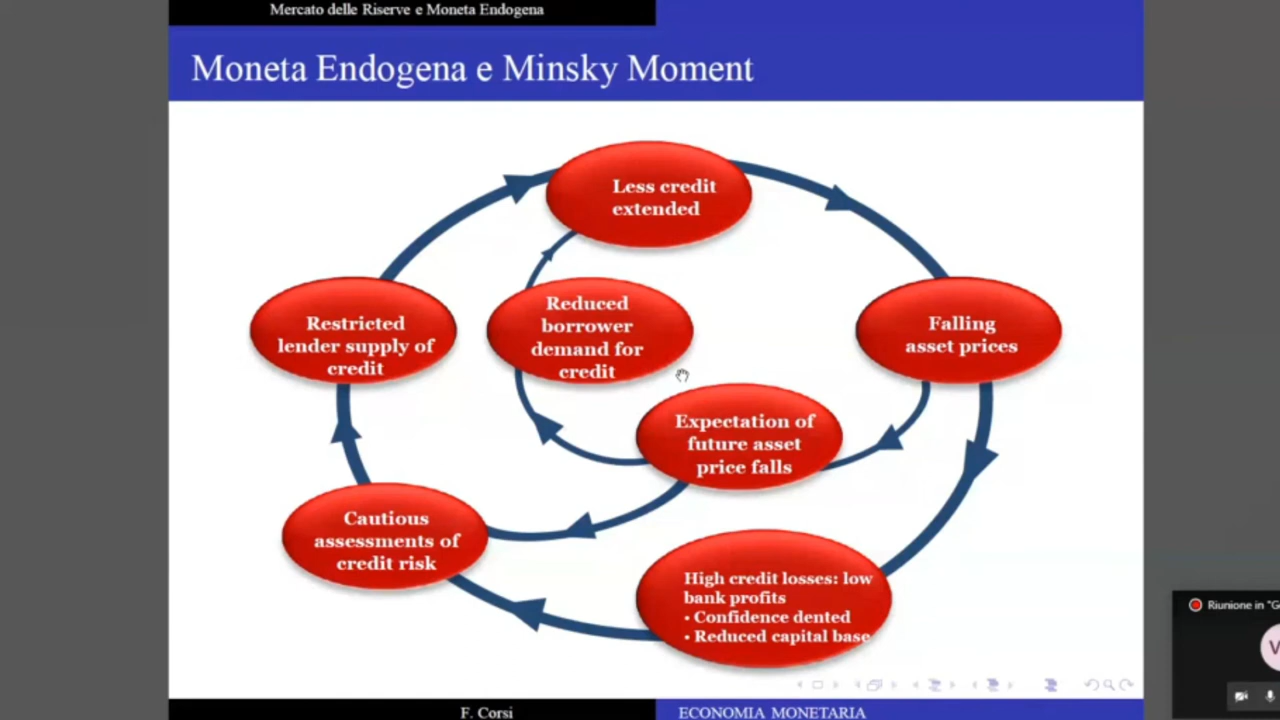 Mercato delle Riserve e Moneta Endogena
Moneta Endogena e Minsky Moment
Less credit
extended
Restricted
lender supply of
credit
Reduced
borrower
demand for
credit
Falling
asset prices
Expectation of
future asset
price falls
Cautious
assessments of
credit risk
High credit losses: low
bank profits
• Confidence dented
• Reduced capital base
Riunione in "G
V
F. Corsi
ECONOMIA MONETARIA